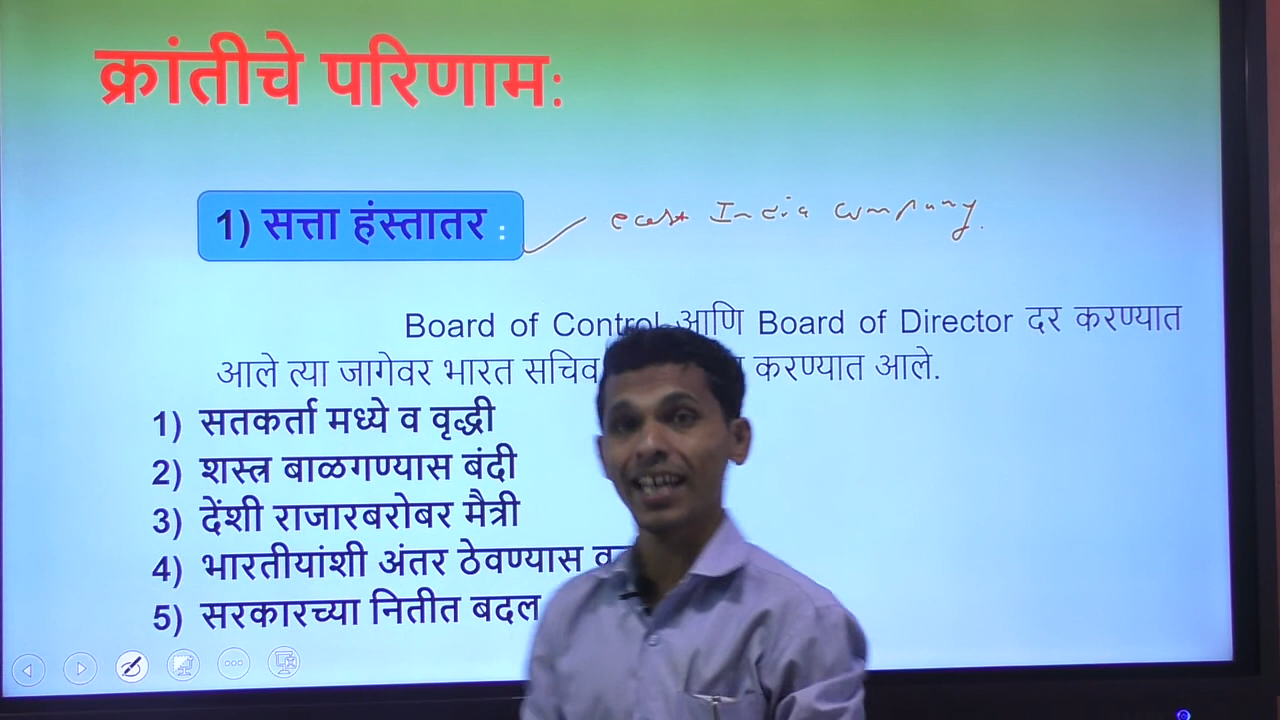 क्रांतीचे परिणाम:
1) सत्ता हंस्तातर : east India company.
Board of Control आणि Board of Director दर करण्यात
आले त्या जागेवर भारत सचिव करण्यात आले.
1) सतकर्ता मध्ये व वृद्धी
2) शस्त्र बाळगण्यास बंदी
3) देंशी राजारबरोबर मैत्री
4) भारतीयांशी अंतर ठेवण्यास
5) सरकारच्या नितीत बदल